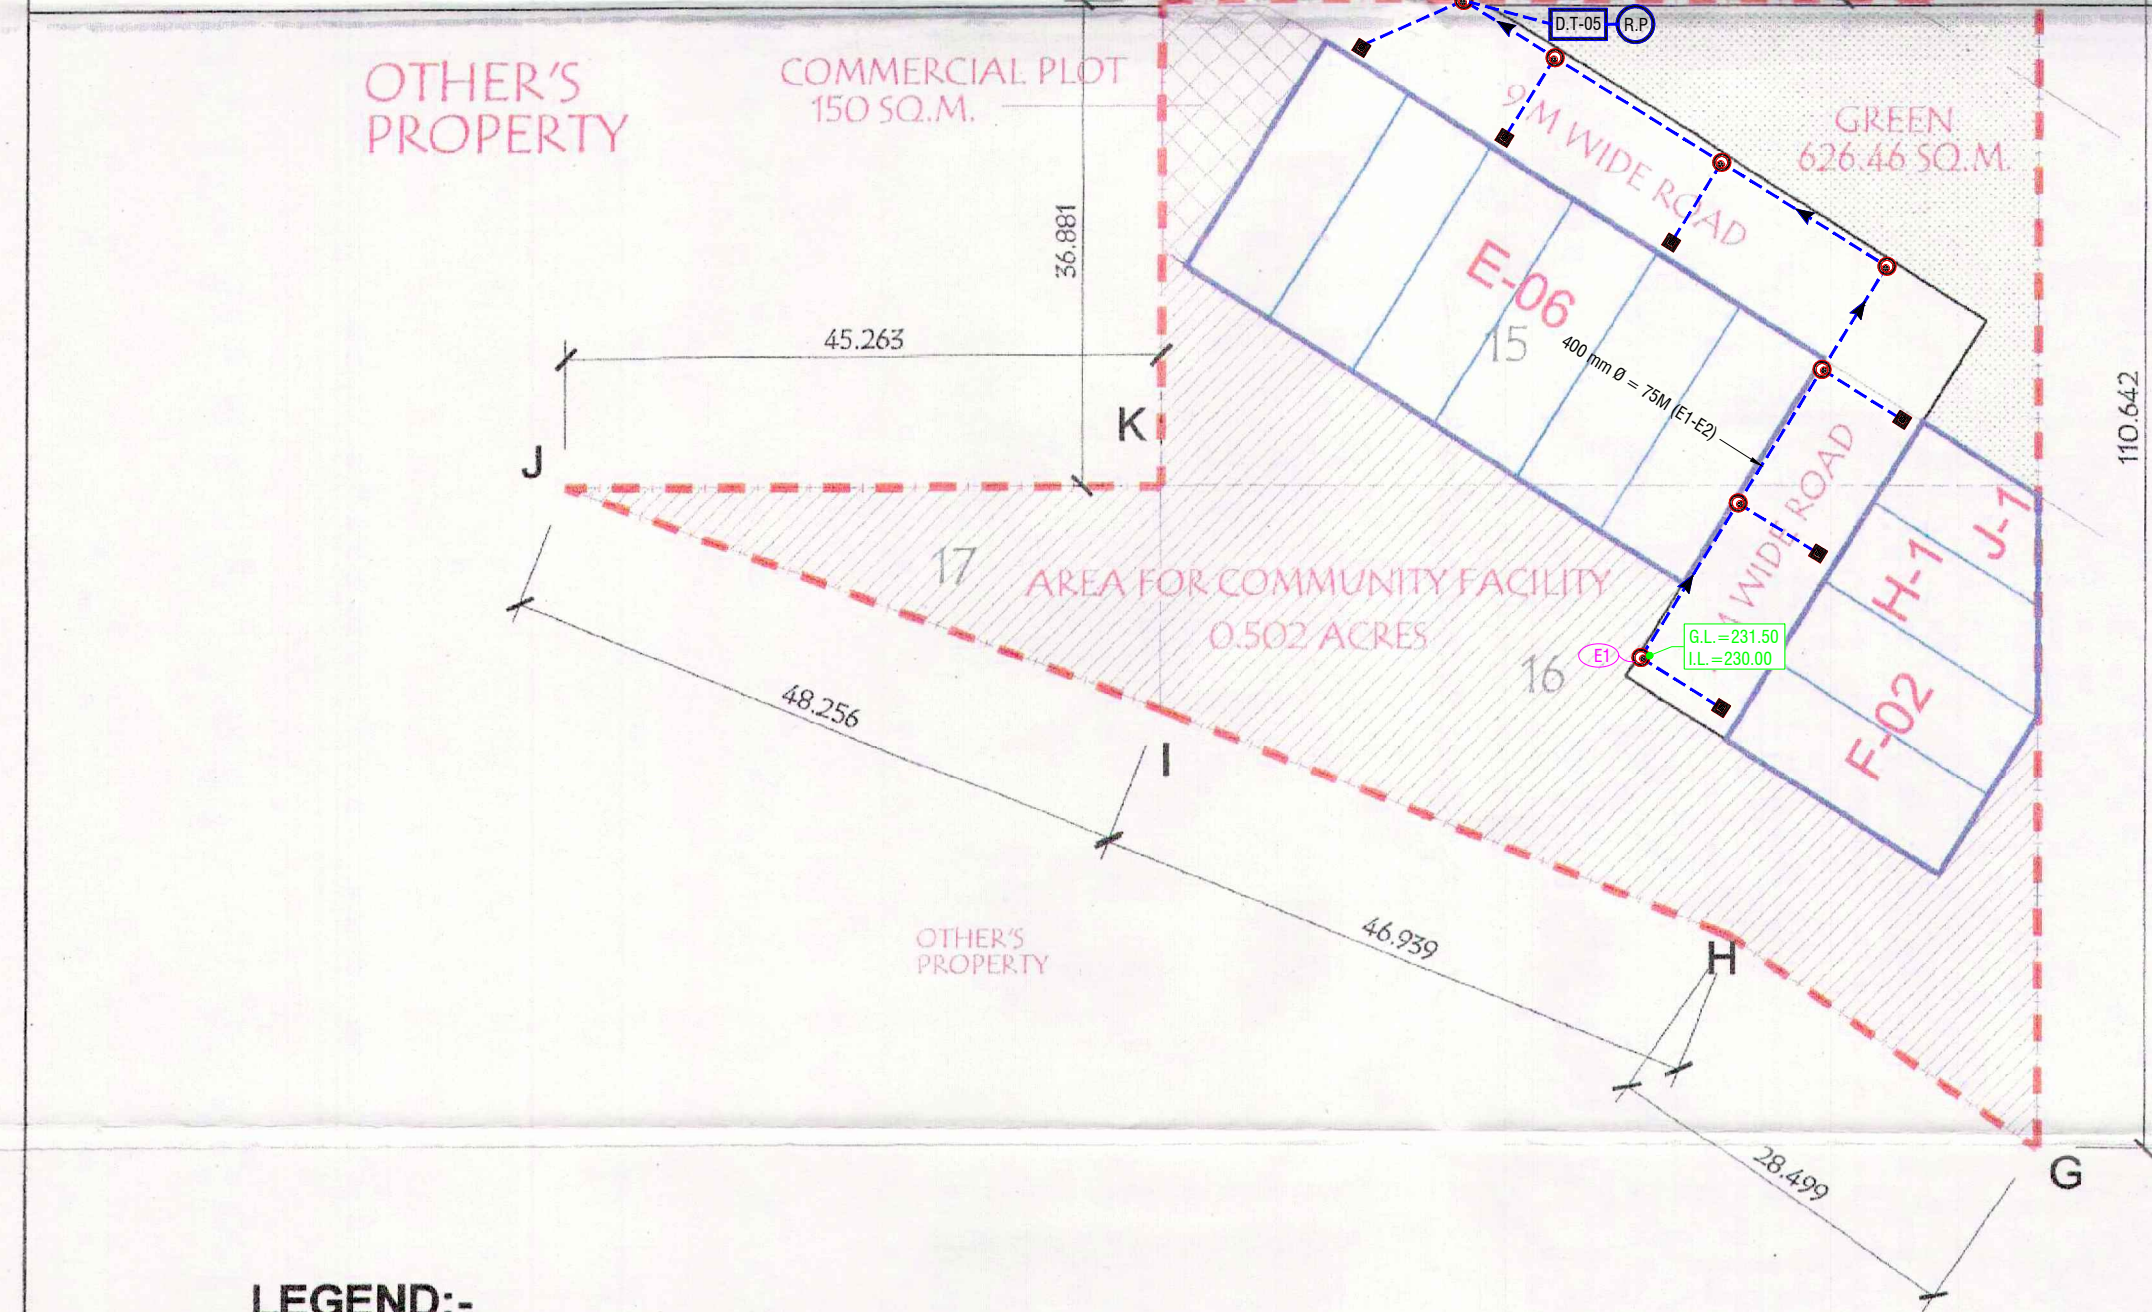 D.T-05
R.P
OTHER'S
PROPERTY
COMMERCIAL PLOT
150 SQ.M.
9 M WIDE ROAD
GREEN
626.46 SQ.M.
36.881
E-06
15
45.263
400 mm Ø = 75M (E1-E2)
110.642
K
J
M WIDE ROAD
J-1
H-1
F-02
17
AREA FOR COMMUNITY FACILITY
0.502 ACRES
16
E1
G.L.=231.50
I.L.=230.00
48.256
I
46.939
OTHER'S
PROPERTY
H
28.499
G
LEGEND:-